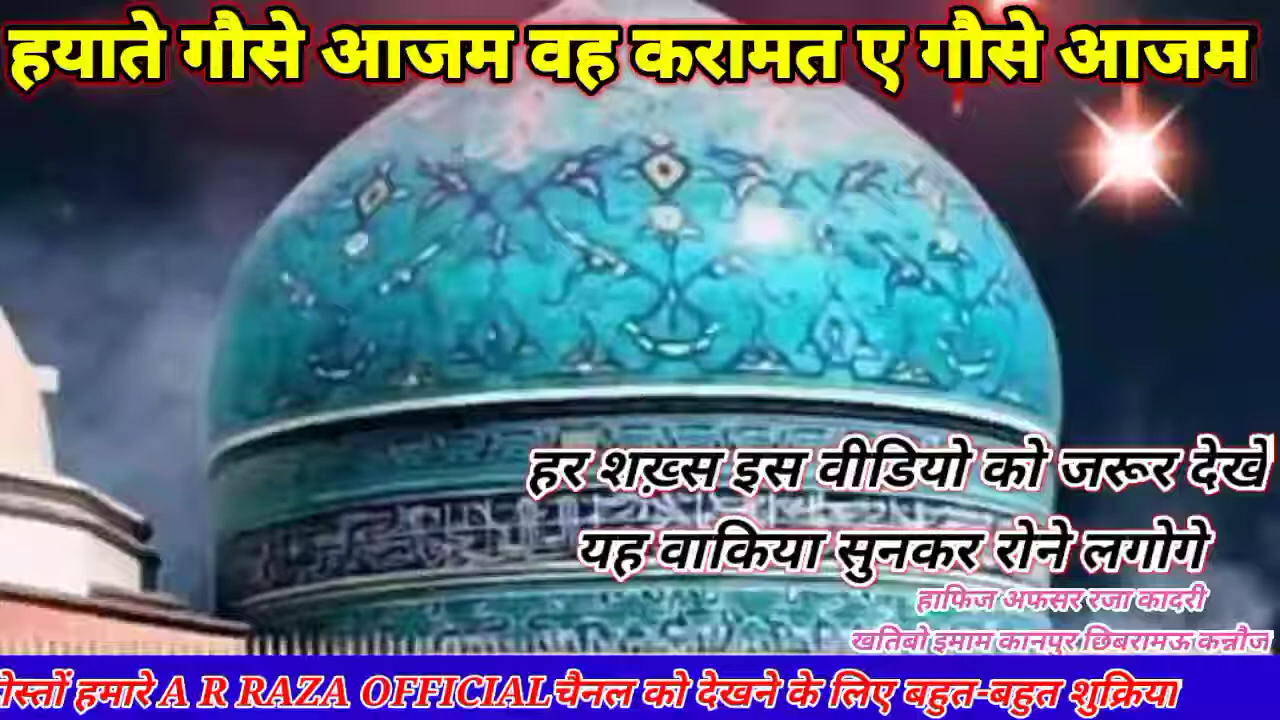 हयाते गौसे आजम वह करामत ए गौसे आजम
हर शख़्स इस वीडियो को जरूर देखें
यह वाकिया सुनकर रोने लगोगे
हाफिज अफसर रजा कादरी
खतिबो इमाम कानपुर छिबरामऊ कन्नौज
हमारे A R RAZA OFFICIAL चैनल को देखने के लिए बहुत-बहुत शुक्रिया